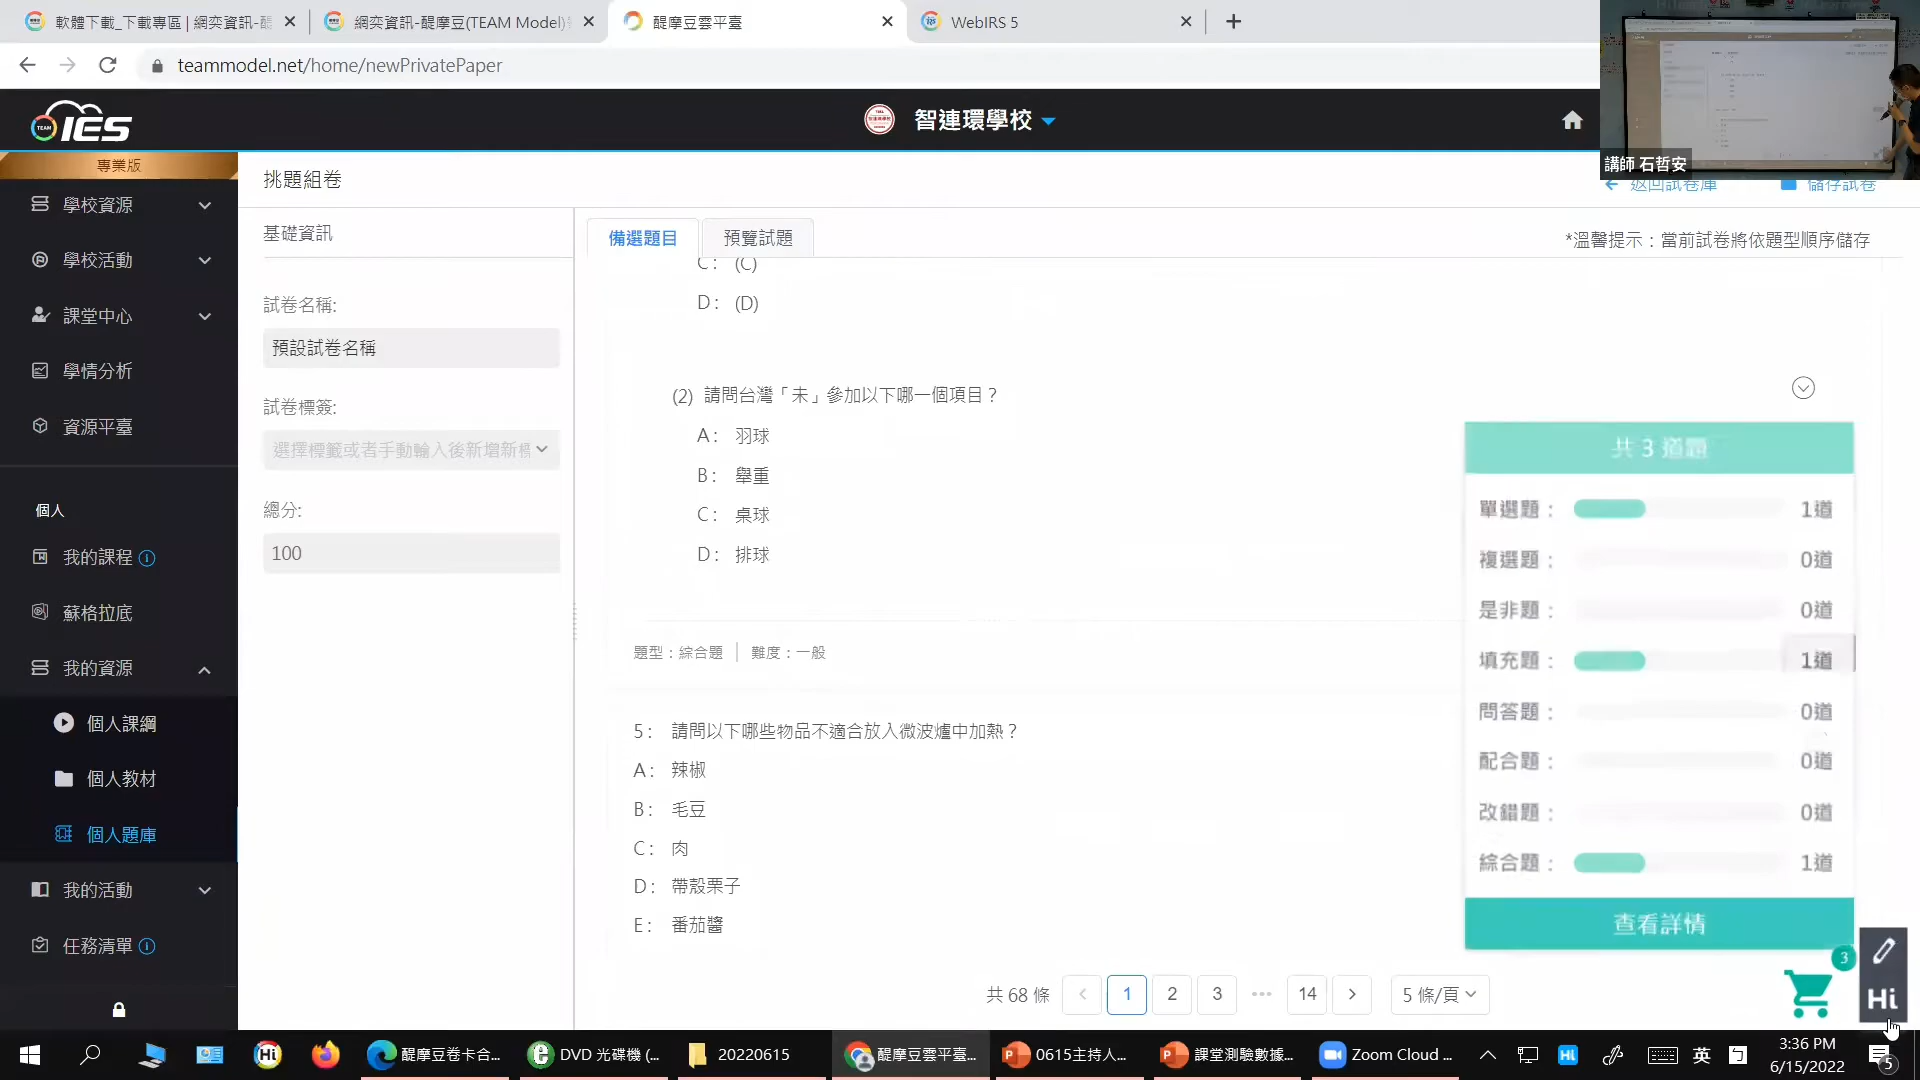 軟體下載_下載專區 | 網奕資訊-醍
網奕資訊-醍摩豆(TEAM Model)
醍摩豆雲平臺
WebIRS 5
teammodel.net/home/newPrivatePaper
TEAM
IES
智連環學校
講師 石哲安
專業版
學校資源
學校活動
課堂中心
學情分析
資源平臺
個人
我的課程
蘇格拉底
我的資源
個人課綱
個人教材
個人題庫
我的活動
任務清單
挑題組卷
返回試卷庫
儲存試卷
基礎資訊
試卷名稱:
預設試卷名稱
試卷標簽:
選擇標籤或者手動輸入後新增新標
總分:
100
備選題目
預覽試題
*溫馨提示：當前試卷將依題型順序儲存
C： (C)
D： (D)
(2) 請問台灣「未」參加以下哪一個項目？
A： 羽球
B： 舉重
C： 桌球
D： 排球
題型：綜合題 | 難度：一般
5： 請問以下哪些物品不適合放入微波爐中加熱？
A： 辣椒
B： 毛豆
C： 肉
D： 帶殼栗子
E： 番茄醬
共 3 道題
單選題： 1道
複選題： 0道
是非題： 0道
填充題： 1道
問答題： 0道
配合題： 0道
改錯題： 0道
綜合題： 1道
查看詳情
3
Hi
共 68 條
1
2
3
14
5 條/頁
Hi
醍摩豆卷卡合...
DVD 光碟機 (...
20220615
醍摩豆雲平臺...
0615主持人...
課堂測驗數據...
Zoom Cloud ...
英
3:36 PM
6/15/2022
5